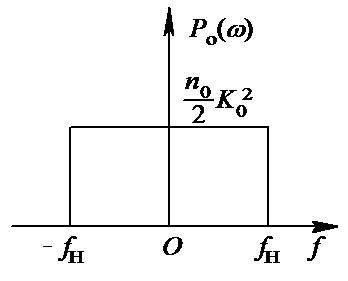 Pₒ(ω)
n₀/2 K₀²
- f_H O f_H f